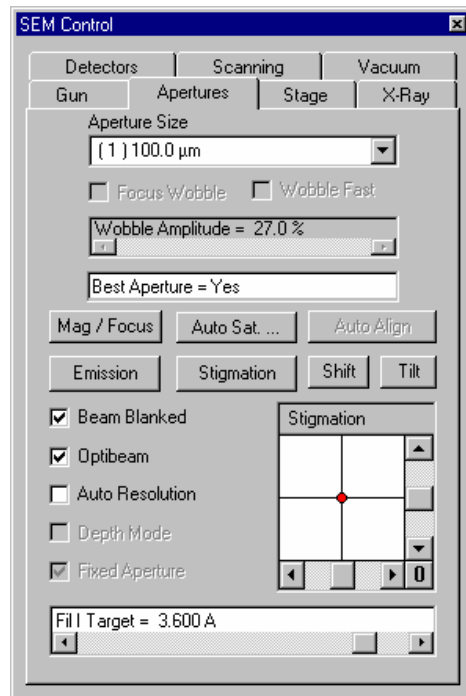 SEM Control
Detectors Scanning Vacuum
Gun Apertures Stage X-Ray
Aperture Size
( 1 ) 100.0 µm
Focus Wobble Wobble Fast
Wobble Amplitude = 27.0 %
Best Aperture = Yes
Mag / Focus Auto Sat. ... Auto Align
Emission Stigmation Shift Tilt
Beam Blanked
Optibeam
Auto Resolution
Depth Mode
Fixed Aperture
Stigmation
0
Fil I Target = 3.600 A